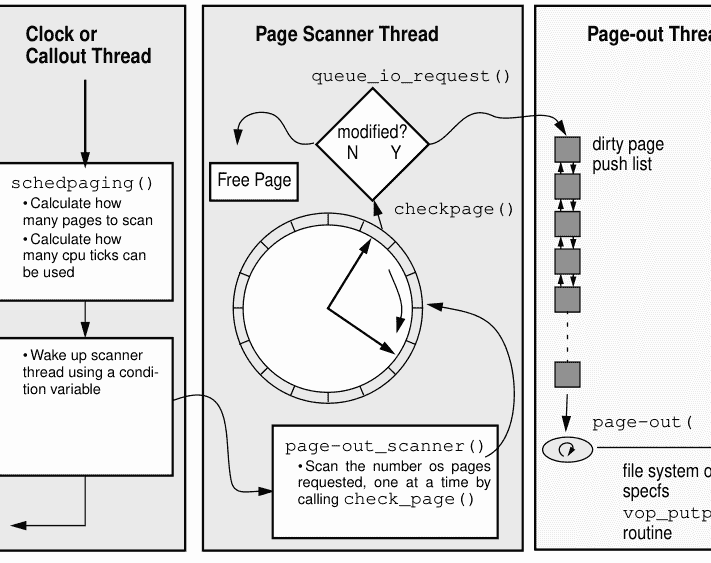 Clock or
Callout Thread
schedpaging()
• Calculate how
many pages to scan
• Calculate how
many cpu ticks can
be used
• Wake up scanner
thread using a condi-
tion variable
Page Scanner Thread
queue_io_request()
modified?
N Y
Free Page
checkpage()
page-out_scanner()
• Scan the number os pages
requested, one at a time by
calling check_page()
Page-out Threa
dirty page
push list
page-out(
file system o
specfs
vop_putp
routine